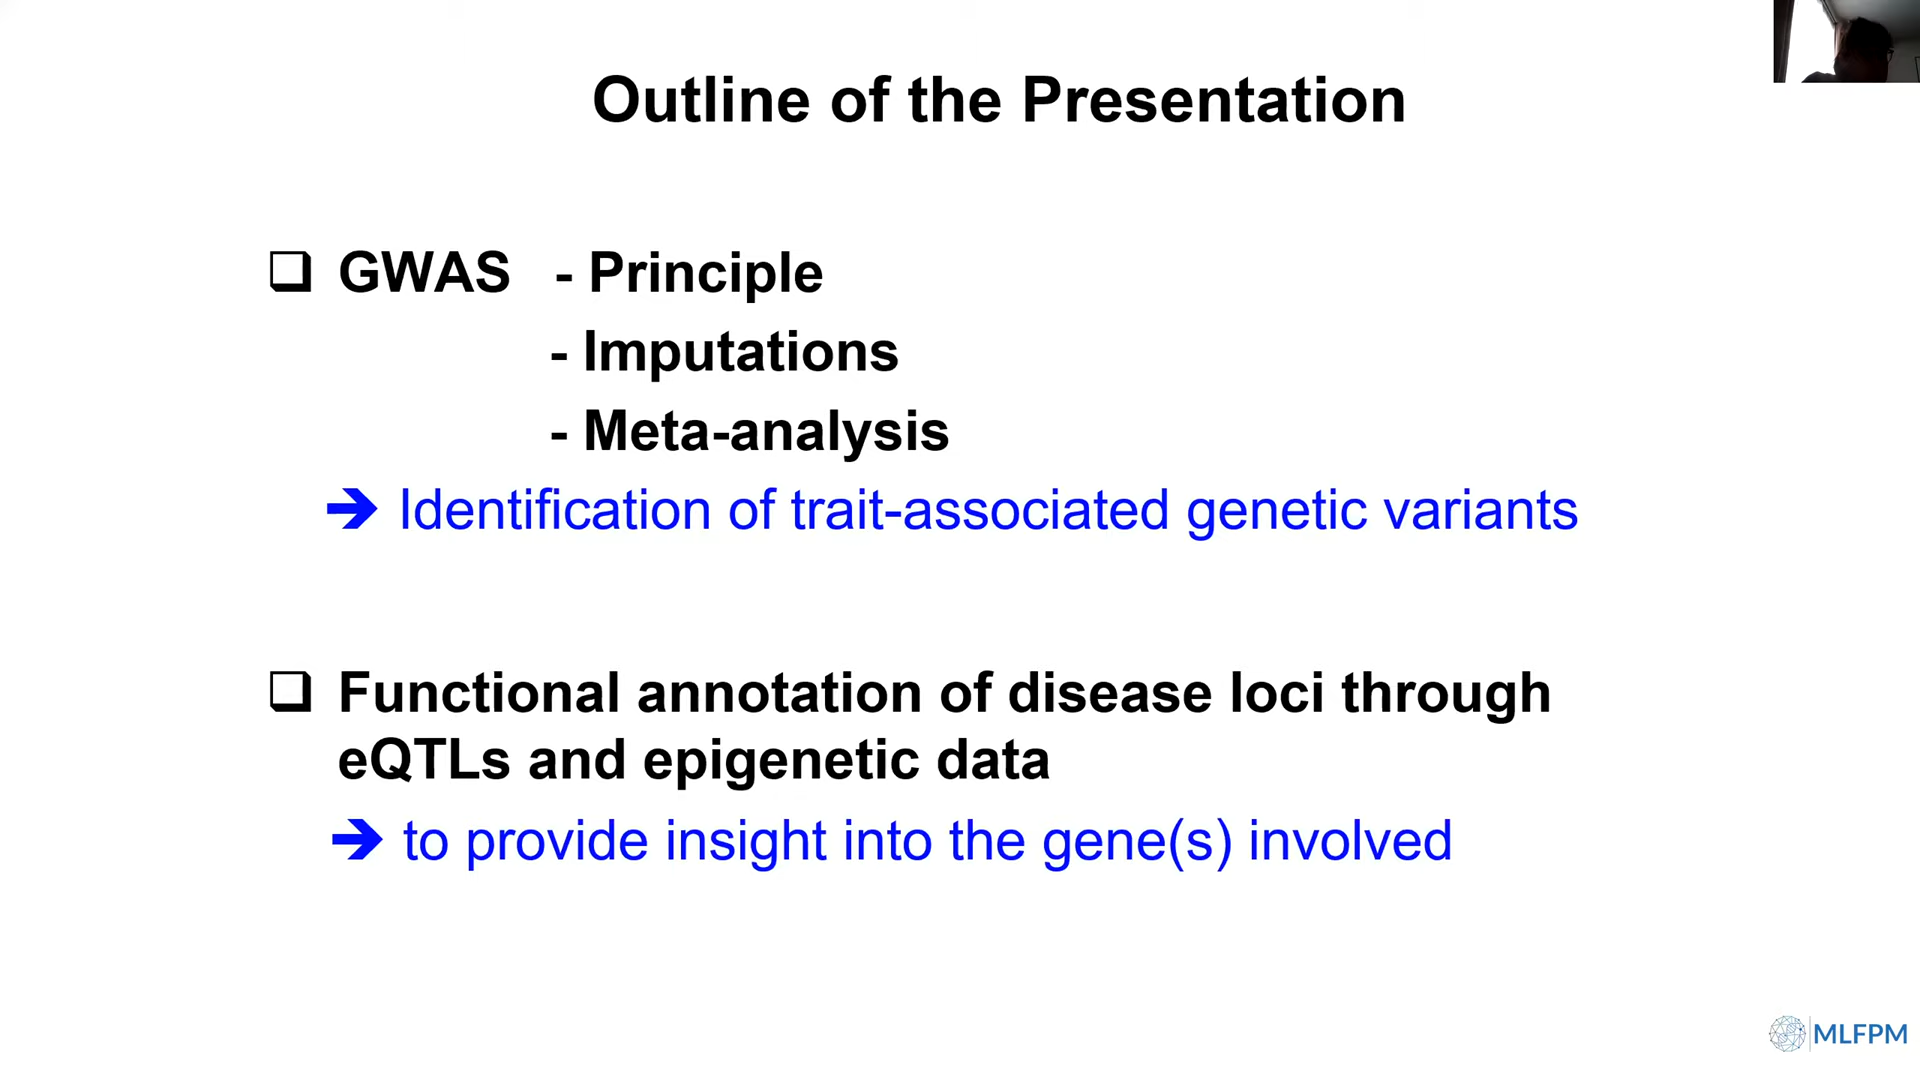 Outline of the Presentation
❑ GWAS - Principle
- Imputations
- Meta-analysis
➔ Identification of trait-associated genetic variants
❑ Functional annotation of disease loci through
eQTLs and epigenetic data
➔ to provide insight into the gene(s) involved
MLFPM